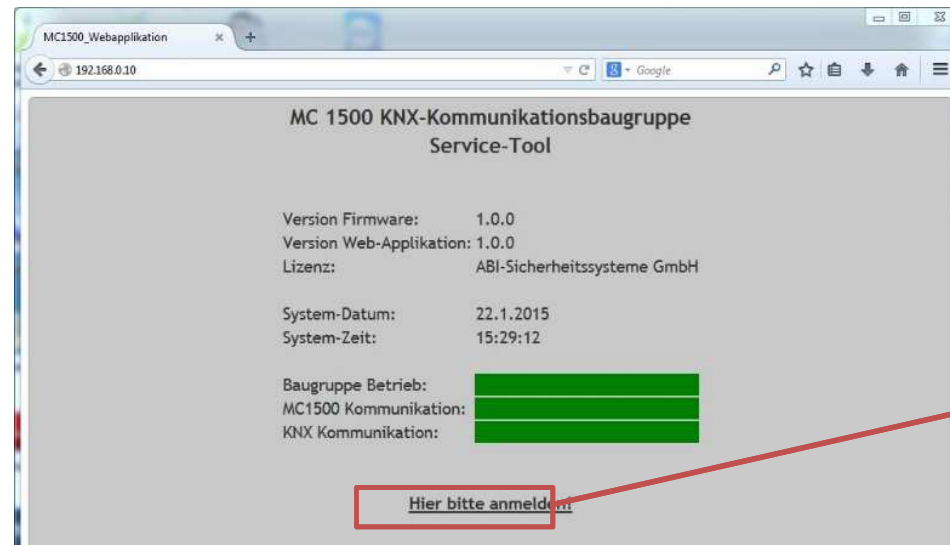 MC1500_Webapplikation
192.168.0.10
Google
MC 1500 KNX-Kommunikationsbaugruppe
Service-Tool
Version Firmware: 1.0.0
Version Web-Applikation: 1.0.0
Lizenz: ABI-Sicherheitssysteme GmbH
System-Datum: 22.1.2015
System-Zeit: 15:29:12
Baugruppe Betrieb:
MC1500 Kommunikation:
KNX Kommunikation:
Hier bitte anmelden!